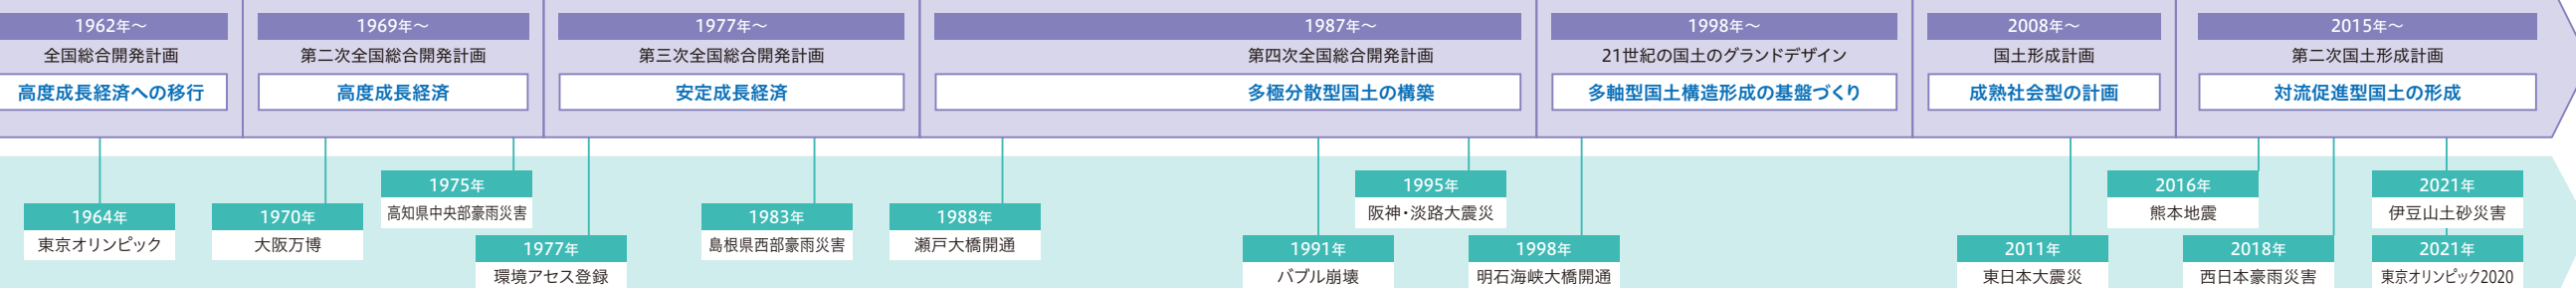 1962年～
全国総合開発計画
高度成長経済への移行
1969年～
第二次全国総合開発計画
高度成長経済
1977年～
第三次全国総合開発計画
安定成長経済
1987年～
第四次全国総合開発計画
多極分散型国土の構築
1998年～
21世紀の国土のグランドデザイン
多軸型国土構造形成の基盤づくり
2008年～
国土形成計画
成熟社会型の計画
2015年～
第二次国土形成計画
対流促進型国土の形成
1964年
東京オリンピック
1970年
大阪万博
1975年
高知県中央部豪雨災害
1977年
環境アセス登録
1983年
島根県西部豪雨災害
1988年
瀬戸大橋開通
1991年
バブル崩壊
1995年
阪神・淡路大震災
1998年
明石海峡大橋開通
2011年
東日本大震災
2016年
熊本地震
2018年
西日本豪雨災害
2021年
伊豆山土砂災害
2021年
東京オリンピック2020